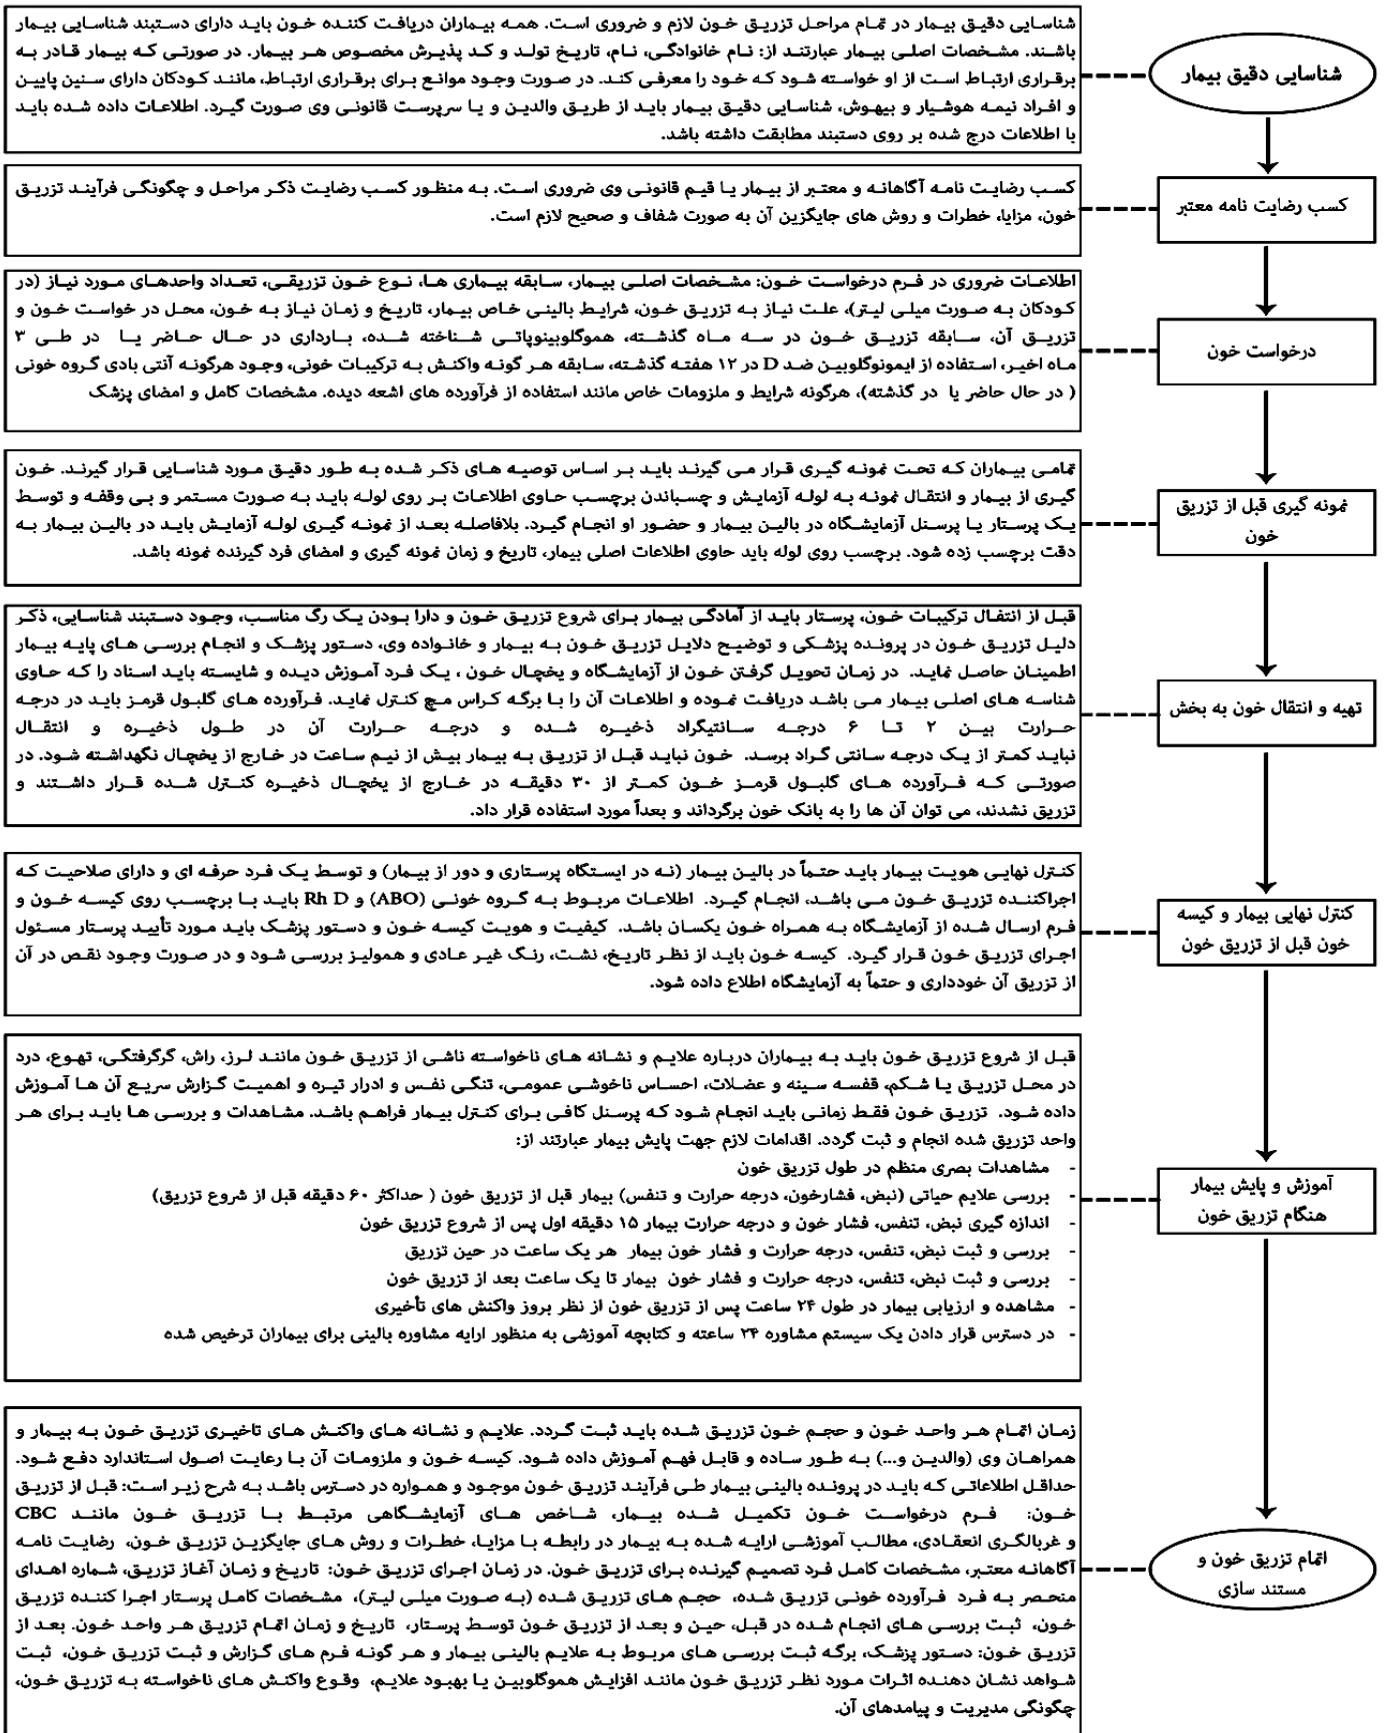 شناسایی دقیق بیمار
شناسایی دقیق بیمار در تمام مراحل تزریق خون لازم و ضروری است. همه بیماران دریافت کننده خون باید دارای دستبند شناسایی بیمار
باشند. مشخصات اصلی بیمار عبارتند از: نام خانوادگی، نام، تاریخ تولد و کد پذیرش مخصوص هر بیمار. در صورتی که بیمار قادر به
برقراری ارتباط است از او خواسته شود که خود را معرفی کند. در صورت وجود موانع برای برقراری ارتباط، مانند کودکان دارای سنین پایین
و افراد نیمه هوشیار و بیهوش، شناسایی دقیق بیمار باید از طریق والدین و یا سرپرست قانونی وی صورت گیرد. اطلاعات داده شده باید
با اطلاعات درج شده بر روی دستبند مطابقت داشته باشد.
کسب رضایت نامه معتبر
کسب رضایت نامه آگاهانه و معتبر از بیمار یا قیم قانونی وی ضروری است. به منظور کسب رضایت ذکر مراحل و چگونگی فرآیند تزریق
خون، مزایا، خطرات و روش های جایگزین آن به صورت شفاف و صحیح لازم است.
درخواست خون
اطلاعات ضروری در فرم درخواست خون: مشخصات اصلی بیمار، سابقه بیماری ها، نوع خون تزریقی، تعداد واحدهای مورد نیاز (در
کودکان به صورت میلی لیتر)، علت نیاز به تزریق خون، شرایط بالینی خاص بیمار، تاریخ و زمان نیاز به خون، محل در خواست خون و
تزریق آن، سابقه تزریق خون در سه ماه گذشته، هموگلوبینوپاتی شناخته شده، بارداری در حال حاضر یا در طی ۳
ماه اخیر، استفاده از ایمونوگلوبین ضد D در ۱۲ هفته گذشته، سابقه هر گونه واکنش به ترکیبات خونی، وجود هرگونه آنتی بادی گروه خونی
( در حال حاضر یا در گذشته)، هرگونه شرایط و ملزومات خاص مانند استفاده از فرآورده های اشعه دیده. مشخصات کامل و امضای پزشک
نمونه گیری قبل از تزریق
خون
تمامی بیماران که تحت نمونه گیری قرار می گیرند باید بر اساس توصیه های ذکر شده به طور دقیق مورد شناسایی قرار گیرند. خون
گیری از بیمار و انتقال نمونه به لوله آزمایش و چسباندن برچسب حاوی اطلاعات بر روی لوله باید به صورت مستمر و بی وقفه و توسط
یک پرستار یا پرسنل آزمایشگاه در بالین بیمار و حضور او انجام گیرد. بلافاصله بعد از نمونه گیری لوله آزمایش باید در بالین بیمار به
دقت برچسب زده شود. برچسب روی لوله باید حاوی اطلاعات اصلی بیمار، تاریخ و زمان نمونه گیری و امضای فرد گیرنده نمونه باشد.
تهیه و انتقال خون به بخش
قبل از انتقال ترکیبات خون، پرستار باید از آمادگی بیمار برای شروع تزریق خون و دارا بودن یک رگ مناسب، وجود دستبند شناسایی، ذکر
دلیل تزریق خون در پرونده پزشکی و توضیح دلایل تزریق خون به بیمار و خانواده وی، دستور پزشک و انجام بررسی های پایه بیمار
اطمینان حاصل نماید. در زمان تحویل گرفتن خون از آزمایشگاه و یخچال خون ، یک فرد آموزش دیده و شایسته باید اسناد را که حاوی
شناسه های اصلی بیمار می باشد دریافت نموده و اطلاعات آن را با برگه کراس مچ کنترل نماید. فرآورده های گلبول قرمز باید در درجه
حرارت بین ۲ تا ۶ درجه سانتیگراد ذخیره شده و درجه حرارت آن در طول ذخیره و انتقال
نباید کمتر از یک درجه سانتی گراد برسد. خون نباید قبل از تزریق به بیمار بیش از نیم ساعت در خارج از یخچال نگهداشته شود. در
صورتی که فرآورده های گلبول قرمز خون کمتر از ۳۰ دقیقه در خارج از یخچال ذخیره کنترل شده قرار داشتند و
تزریق نشدند، می توان آن ها را به بانک خون برگرداند و بعداً مورد استفاده قرار داد.
کنترل نهایی بیمار و کیسه
خون قبل از تزریق خون
کنترل نهایی هویت بیمار باید حتماً در بالین بیمار (نه در ایستگاه پرستاری و دور از بیمار) و توسط یک فرد حرفه ای و دارای صلاحیت که
اجراکننده تزریق خون می باشد، انجام گیرد. اطلاعات مربوط به گروه خونی (ABO) و Rh D باید با برچسب روی کیسه خون و
فرم ارسال شده از آزمایشگاه به همراه خون یکسان باشد. کیفیت و هویت کیسه خون و دستور پزشک باید مورد تأیید پرستار مسئول
اجرای تزریق خون قرار گیرد. کیسه خون باید از نظر تاریخ، نشت، رنگ غیر عادی و همولیز بررسی شود و در صورت وجود نقص در آن
از تزریق آن خودداری و حتماً به آزمایشگاه اطلاع داده شود.
آموزش و پایش بیمار
هنگام تزریق خون
قبل از شروع تزریق خون باید به بیماران درباره علایم و نشانه های ناخواسته ناشی از تزریق خون مانند لرز، راش، گرگرفتگی، تهوع، درد
در محل تزریق یا شکم، قفسه سینه و عضلات، احساس ناخوشی عمومی، تنگی نفس و ادرار تیره و اهمیت گزارش سریع آن ها آموزش
داده شود. تزریق خون فقط زمانی باید انجام شود که پرسنل کافی برای کنترل بیمار فراهم باشد. مشاهدات و بررسی ها باید برای هر
واحد تزریق شده انجام و ثبت گردد. اقدامات لازم جهت پایش بیمار عبارتند از:
- مشاهدات بصری منظم در طول تزریق خون
- بررسی علایم حیاتی (نبض، فشارخون، درجه حرارت و تنفس) بیمار قبل از تزریق خون ( حداکثر ۶۰ دقیقه قبل از شروع تزریق)
- اندازه گیری نبض، تنفس، فشار خون و درجه حرارت بیمار ۱۵ دقیقه اول پس از شروع تزریق خون
- بررسی و ثبت نبض، تنفس، درجه حرارت و فشار خون بیمار هر یک ساعت در حین تزریق
- بررسی و ثبت نبض، تنفس، درجه حرارت و فشار خون بیمار تا یک ساعت بعد از تزریق خون
- مشاهده و ارزیابی بیمار در طول ۲۴ ساعت پس از تزریق خون از نظر بروز واکنش های تأخیری
- در دسترس قرار دادن یک سیستم مشاوره ۲۴ ساعته و کتابچه آموزشی به منظور ارایه مشاوره بالینی برای بیماران ترخیص شده
اتمام تزریق خون و
مستند سازی
زمان اتمام هر واحد خون و حجم خون تزریق شده باید ثبت گردد. علایم و نشانه های واکنش های تاخیری تزریق خون به بیمار و
همراهان وی (والدین و...) به طور ساده و قابل فهم آموزش داده شود. کیسه خون و ملزومات آن با رعایت اصول استاندارد دفع شود.
حداقل اطلاعاتی که باید در پرونده بالینی بیمار طی فرآیند تزریق خون موجود و همواره در دسترس باشد به شرح زیر است: قبل از تزریق
خون: فرم درخواست خون تکمیل شده بیمار، شاخص های آزمایشگاهی مرتبط با تزریق خون مانند CBC
و غربالگری انعقادی، مطالب آموزشی ارایه شده به بیمار در رابطه با مزایا، خطرات و روش های جایگزین تزریق خون، رضایت نامه
آگاهانه معتبر، مشخصات کامل فرد تصمیم گیرنده برای تزریق خون. در زمان اجرای تزریق خون: تاریخ و زمان آغاز تزریق، شماره اهدای
منحصر به فرد فرآورده خونی تزریق شده، حجم های تزریق شده (به صورت میلی لیتر)، مشخصات کامل پرستار اجرا کننده تزریق
خون، ثبت بررسی های انجام شده در قبل، حین و بعد از تزریق خون توسط پرستار، تاریخ و زمان اتمام تزریق هر واحد خون. بعد از
تزریق خون: دستور پزشک، برگه ثبت بررسی های مربوط به علایم بالینی بیمار و هر گونه فرم های گزارش و ثبت تزریق خون، ثبت
شواهد نشان دهنده اثرات مورد نظر تزریق خون مانند افزایش هموگلوبین یا بهبود علایم، وقوع واکنش های ناخواسته به تزریق خون،
چگونگی مدیریت و پیامدهای آن.